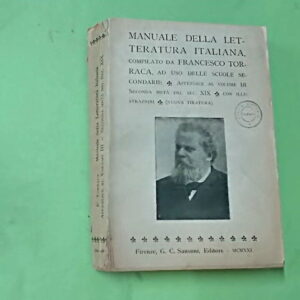 MANUALE DELLA LET-
TERATURA ITALIANA,
COMPILATO DA FRANCESCO TOR-
RACA, AD USO DELLE SCUOLE SE-
CONDARIE. APPENDICE AL VOLUME III
SECONDA METÀ DEL SEC. XIX. CON ILLU-
STRAZIONI (NUOVA TIRATURA)
Firenze, G. C. Sansoni, Editore - MCMXXI.